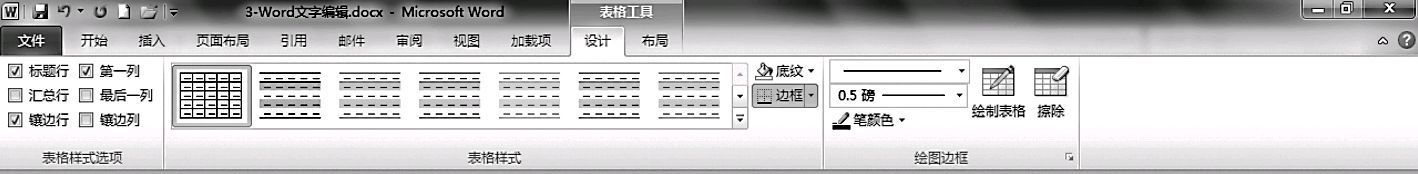 W 3-Word文字编辑.docx - Microsoft Word 表格工具
文件 开始 插入 页面布局 引用 邮件 审阅 视图 加载项 设计 布局
标题行 第一列 底纹
汇总行 最后一列 边框 0.5 磅 绘制表格 擦除
镶边行 镶边列 笔颜色
表格样式选项 表格样式 绘图边框